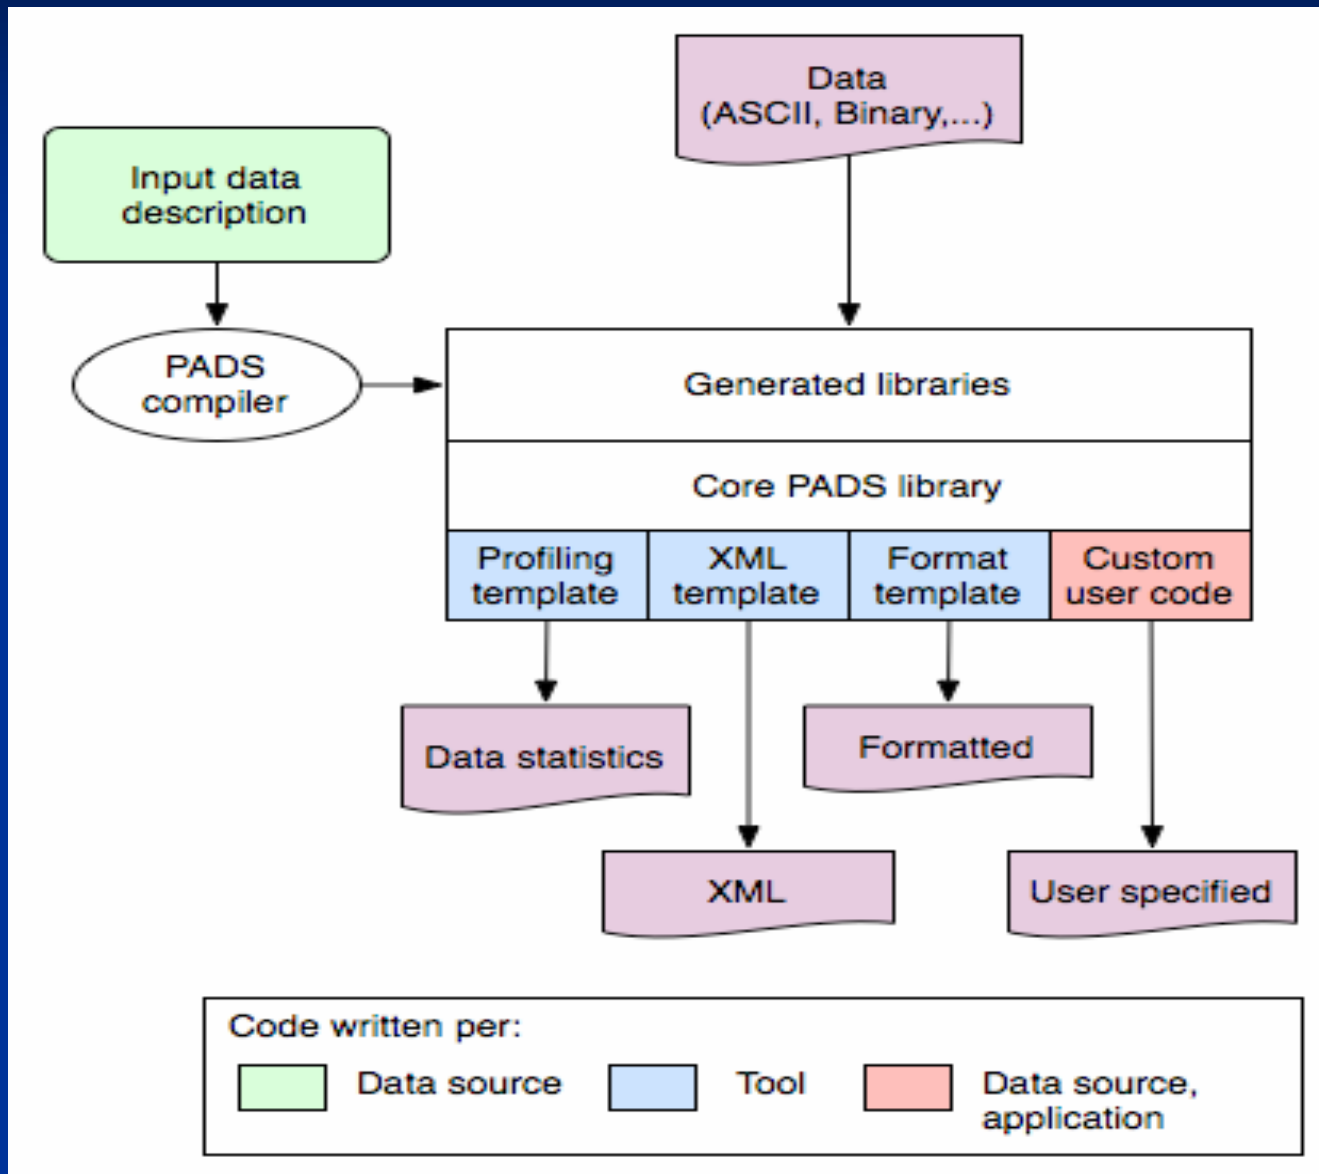 Data
(ASCII, Binary,...)
Input data
description
PADS
compiler
Generated libraries
Core PADS library
Profiling
template
XML
template
Format
template
Custom
user code
Data statistics
Formatted
XML
User specified
Code written per:
Data source
Tool
Data source,
application